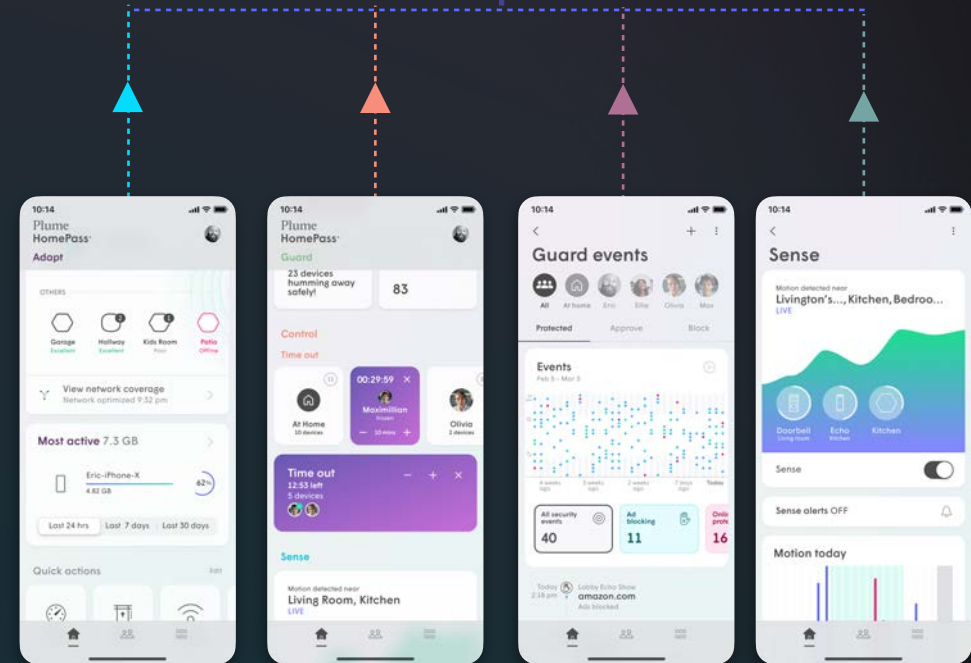 10:14
Plume
HomePass
Adapt
OTHERS
2
1
Garage
Hallway
Kids Room
Patio
Excellent
Excellent
Poor
Offline
View network coverage
Network optimized 9:32 pm
Most active 7.3 GB
Eric-iPhone-X
4.82 GB
62%
Last 24 hrs
Last 7 days
Last 30 days
Quick actions
Edit
10:14
Plume
HomePass
Guard
23 devices
humming away
safely!
83
Control
Time out
11
At Home
10 devices
00:29:59 ×
Maximillian
frozen
− 10 mins +
Olivia
2 devices
Time out − + ×
12:53 left
5 devices
Sense
Motion detected near
Living Room, Kitchen
LIVE
10:14
Guard events
All
At home
Eric
Ellie
Olivia
Max
Protected
Approve
Block
Events
Feb 5 - Mar 5
4 weeks
ago
3 weeks
ago
2 weeks
ago
7 days
ago
Today
All security
events
40
Ad
blocking
11
Onli
prote
16
Today
2:18 pm
Lobby Echo Show
amazon.com
Ads blocked
10:14
Sense
Motion detected near
Livington's..., Kitchen, Bedroo...
LIVE
Doorbell
Living room
Echo
Kitchen
Kitchen
Sense
Sense alerts OFF
Motion today